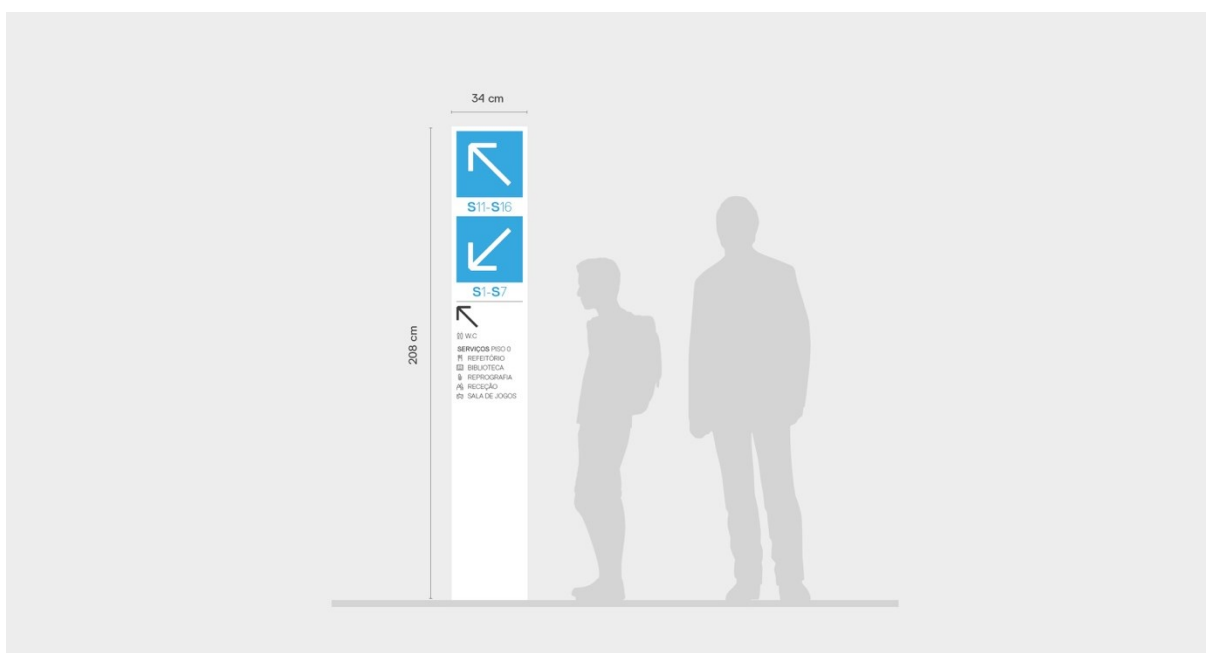 34 cm
S11-S16
S1-S7
208 cm
W.C
SERVIÇOS PISO 0
REFEITÓRIO
BIBLIOTECA
REPROGRAFIA
RECEÇÃO
SALA DE JOGOS